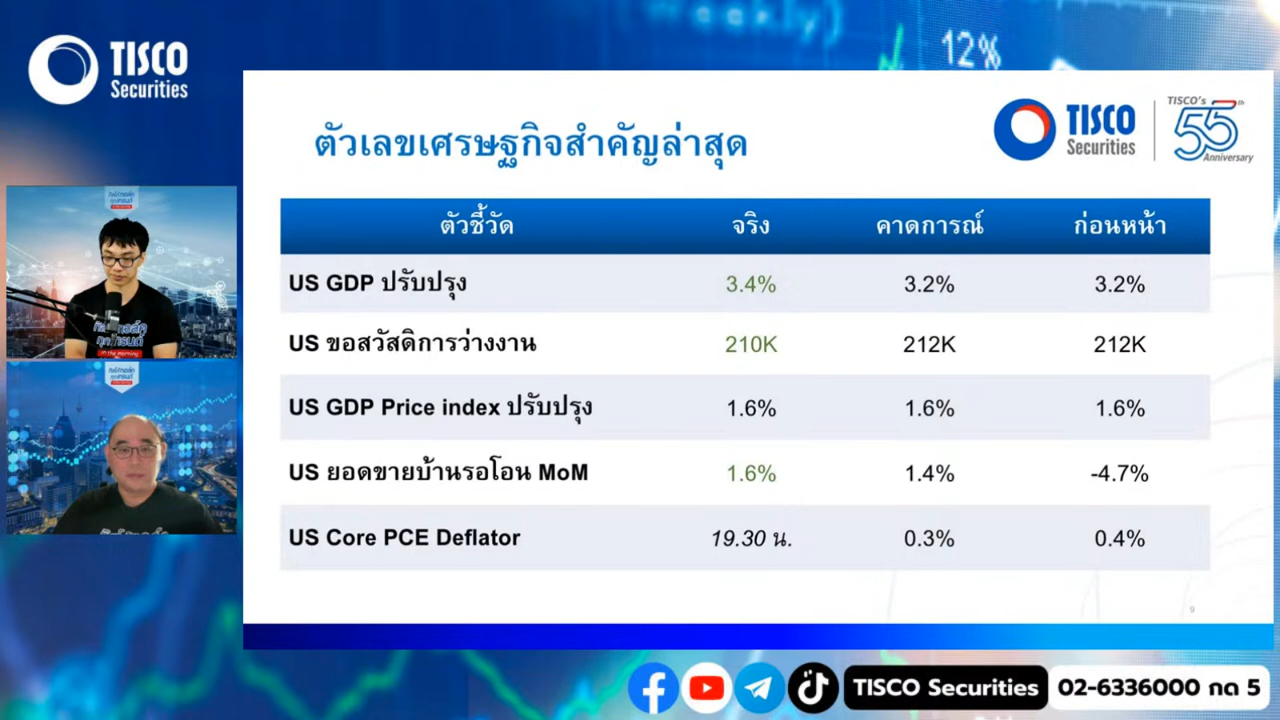 TISCO
Securities
12%
ตัวเลขเศรษฐกิจสำคัญล่าสุด
TISCO
Securities
TISCO's
55th
Anniversary
ตัวชี้วัด จริง คาดการณ์ ก่อนหน้า
US GDP ปรับปรุง 3.4% 3.2% 3.2%
US ขอสวัสดิการว่างงาน 210K 212K 212K
US GDP Price index ปรับปรุง 1.6% 1.6% 1.6%
US ยอดขายบ้านรอโอน MoM 1.6% 1.4% -4.7%
US Core PCE Deflator 19.30 น. 0.3% 0.4%
9
TISCO Securities 02-6336000 กด 5